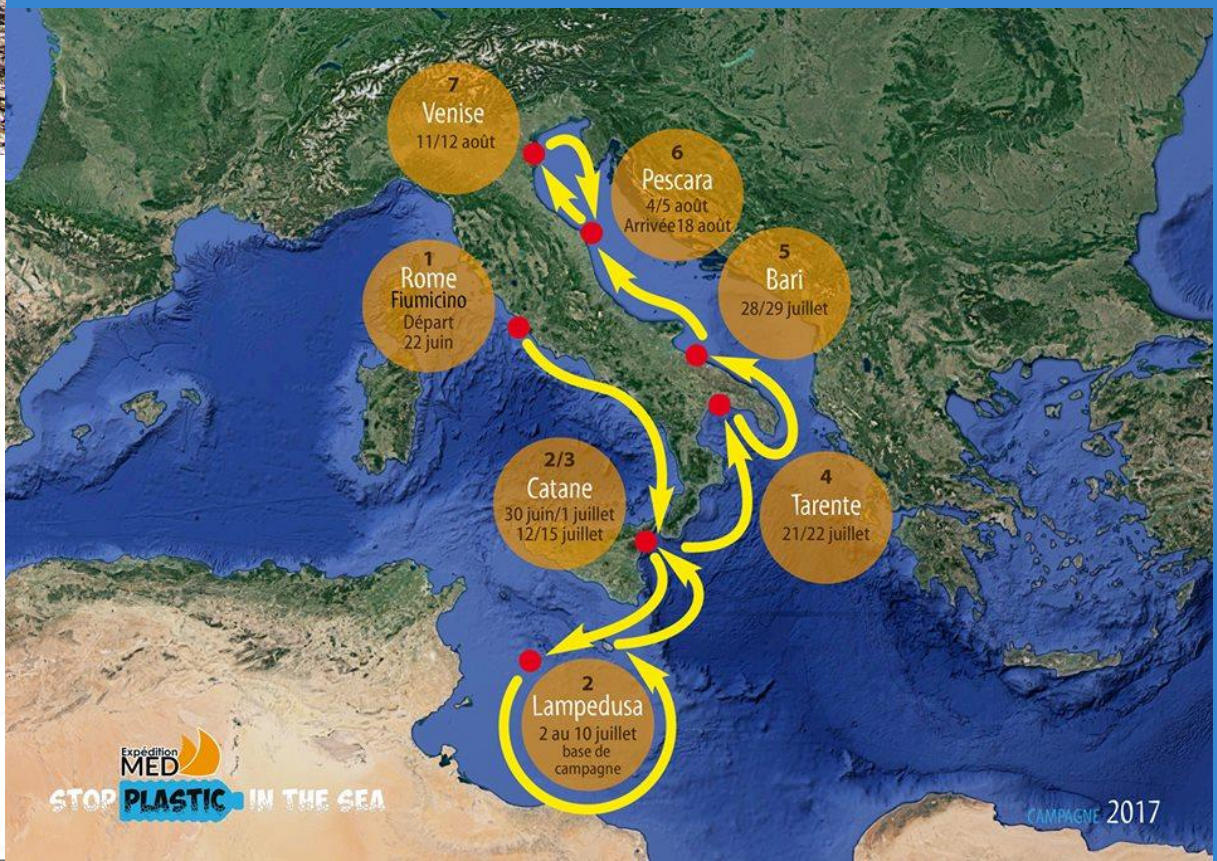 7
Venise
11/12 août
6
Pescara
4/5 août
Arrivée18 août
1
Rome
Fiumicino
Départ
22 juin
5
Bari
28/29 juillet
2/3
Catane
30 juin/1 juillet
12/15 juillet
4
Tarente
21/22 juillet
2
Lampedusa
2 au 10 juillet
base de
campagne
Expédition
MED
STOP PLASTIC IN THE SEA
CAMPAGNE 2017